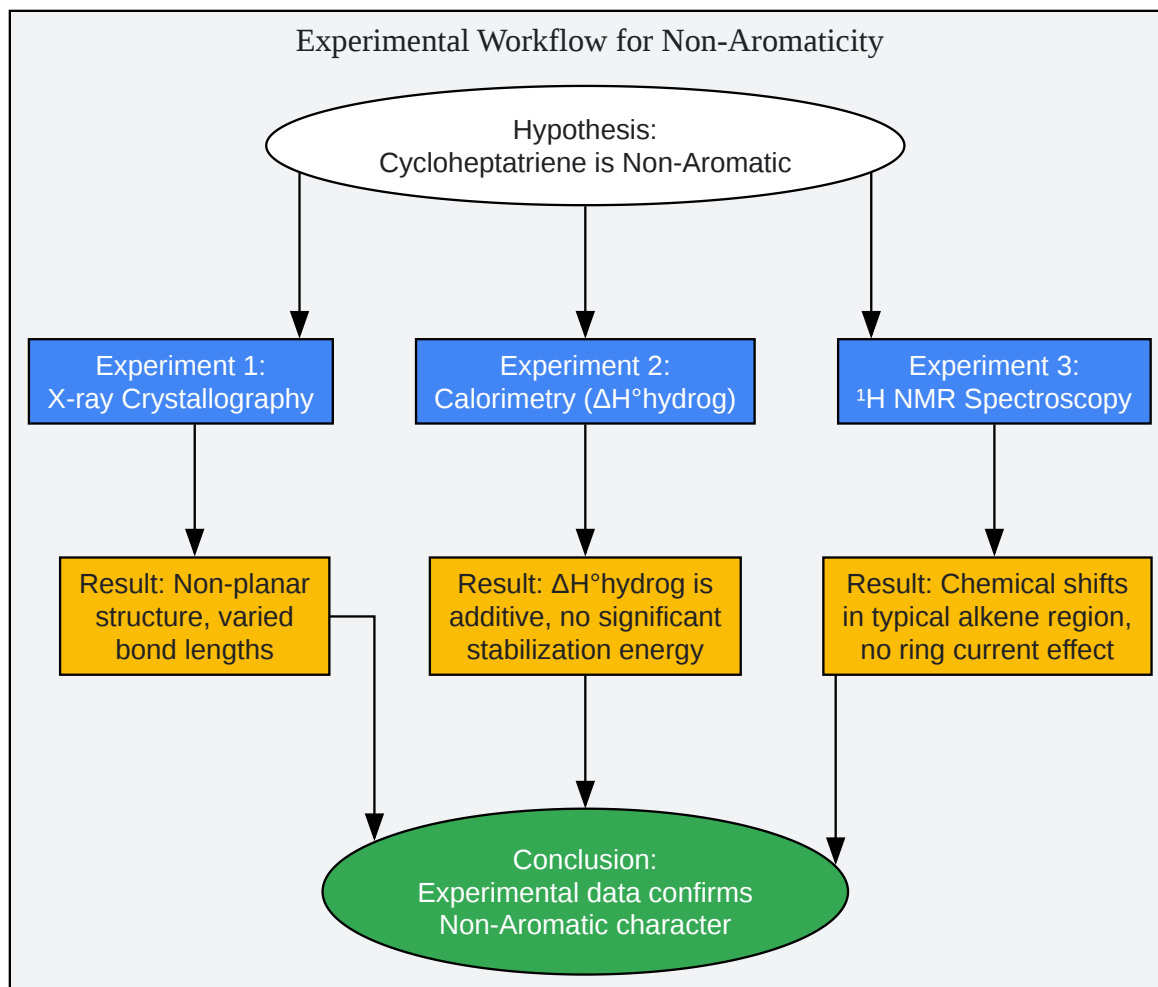 Experimental Workflow for Non-Aromaticity
Hypothesis:
Cycloheptatriene is Non-Aromatic
Experiment 1:
X-ray Crystallography
Experiment 2:
Calorimetry (ΔH°hydrog)
Experiment 3:
¹H NMR Spectroscopy
Result: Non-planar
structure, varied
bond lengths
Result: ΔH°hydrog is
additive, no significant
stabilization energy
Result: Chemical shifts
in typical alkene region,
no ring current effect
Conclusion:
Experimental data confirms
Non-Aromatic character